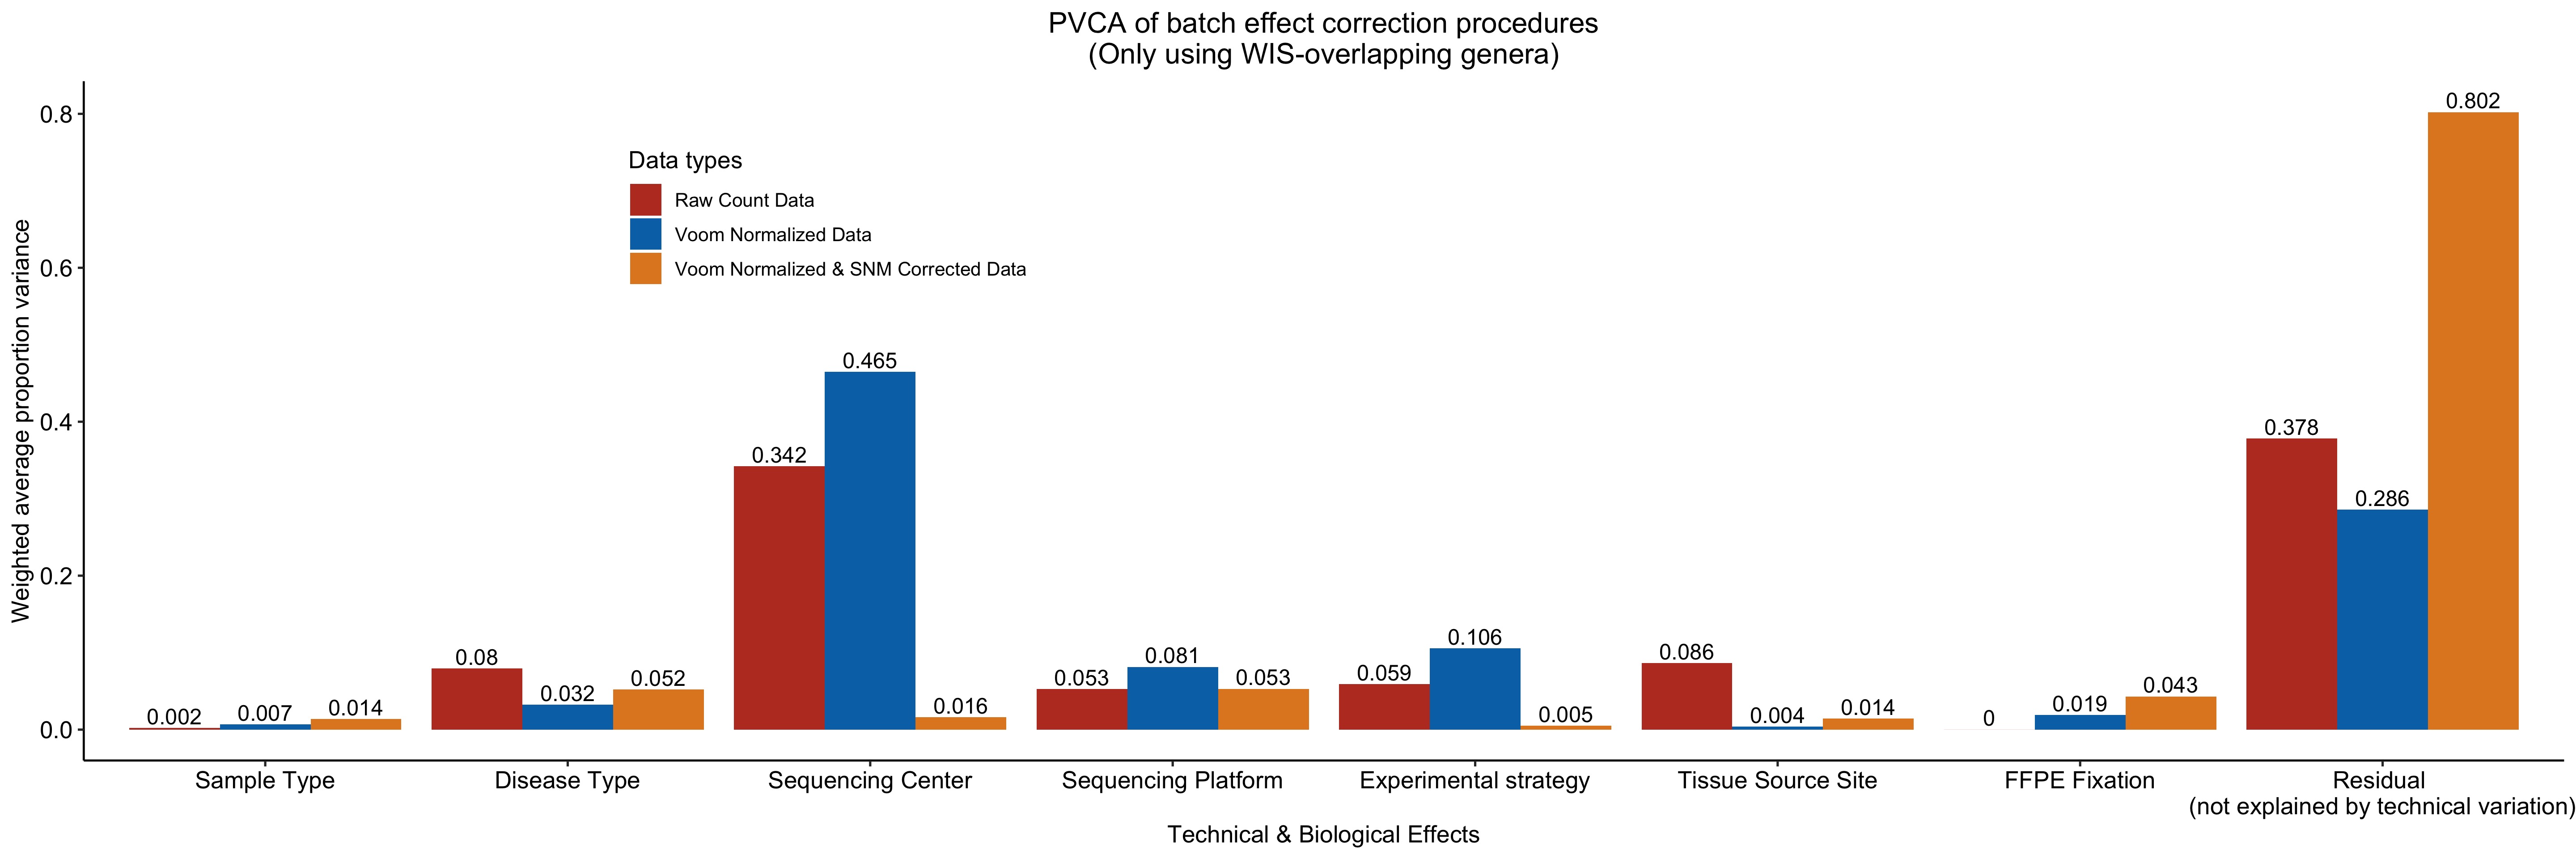 PVCA of batch effect correction procedures
(Only using WIS-overlapping genera)
Weighted average proportion variance
0.8
0.6
0.4
0.2
0.0
Data types
Raw Count Data
Voom Normalized Data
Voom Normalized & SNM Corrected Data
0.002
0.007
0.014
0.08
0.032
0.052
0.342
0.465
0.016
0.053
0.081
0.053
0.059
0.106
0.005
0.086
0.004
0.014
0
0.019
0.043
0.378
0.286
0.802
Sample Type
Disease Type
Sequencing Center
Sequencing Platform
Experimental strategy
Tissue Source Site
FFPE Fixation
Residual
(not explained by technical variation)
Technical & Biological Effects